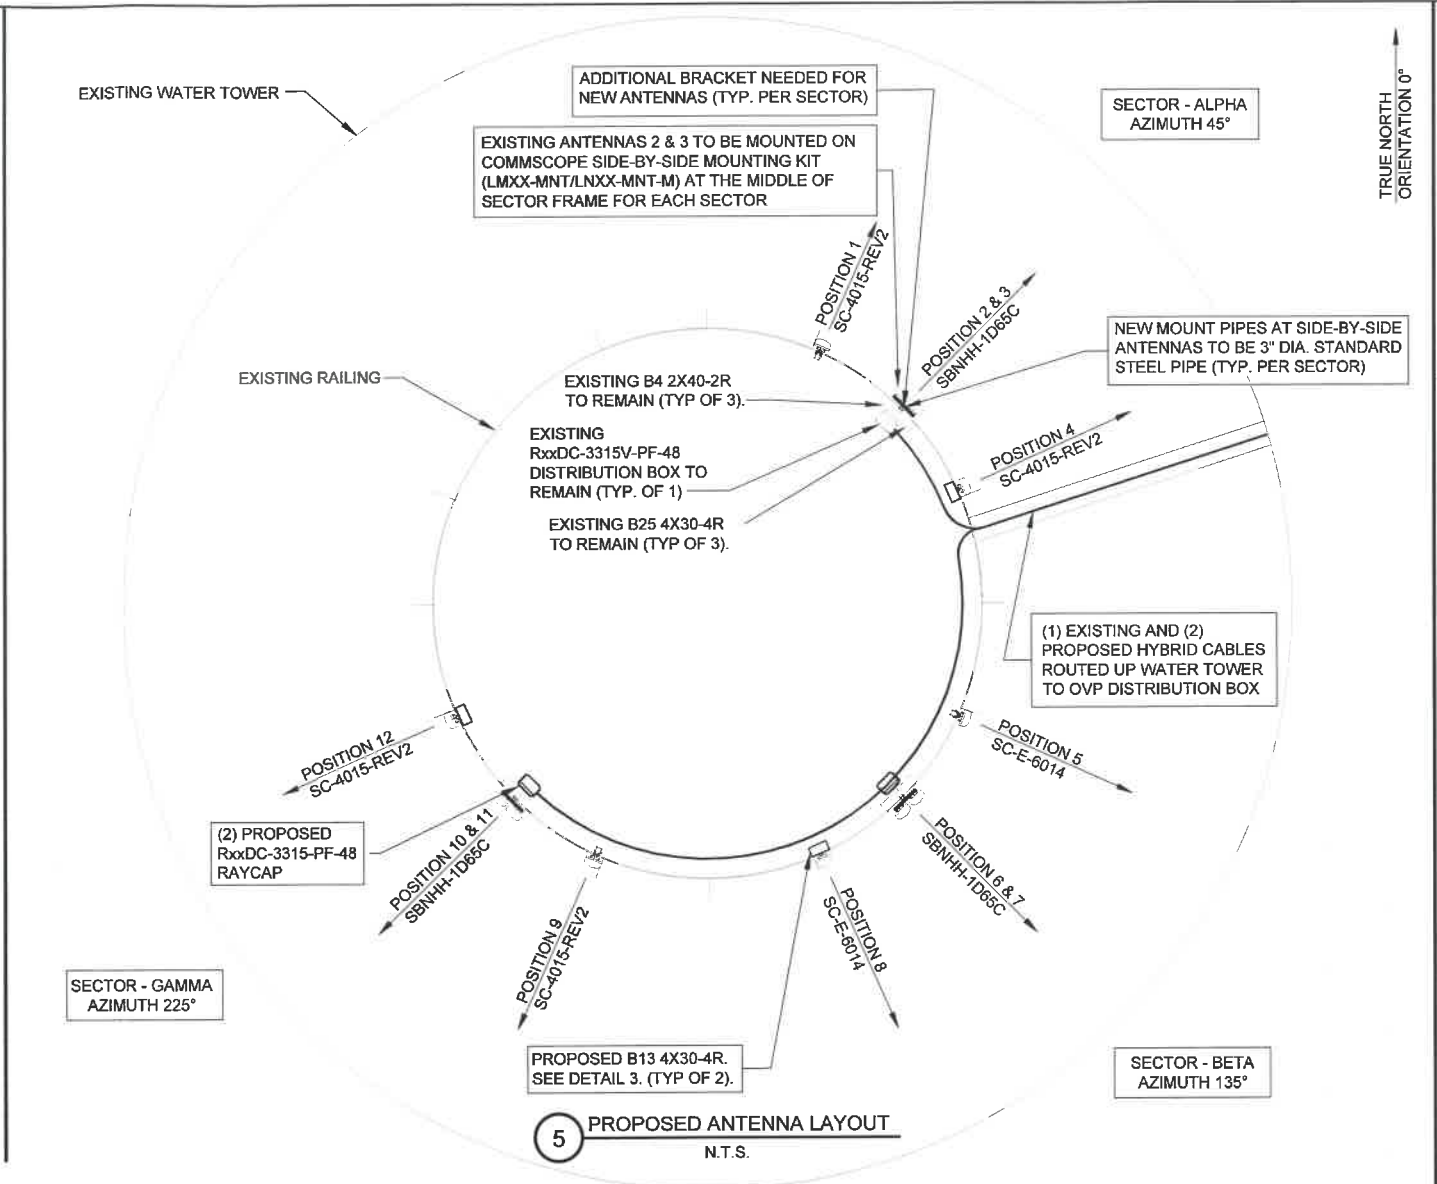 EXISTING WATER TOWER
ADDITIONAL BRACKET NEEDED FOR
NEW ANTENNAS (TYP. PER SECTOR)
SECTOR - ALPHA
AZIMUTH 45°
TRUE NORTH
ORIENTATION 0°
EXISTING ANTENNAS 2 & 3 TO BE MOUNTED ON
COMMSCOPE SIDE-BY-SIDE MOUNTING KIT
(LMXX-MNT/LNXX-MNT-M) AT THE MIDDLE OF
SECTOR FRAME FOR EACH SECTOR
POSITION 1
SC-4015-REV2
POSITION 2 & 3
SBNHH-1D65C
NEW MOUNT PIPES AT SIDE-BY-SIDE
ANTENNAS TO BE 3" DIA. STANDARD
STEEL PIPE (TYP. PER SECTOR)
EXISTING RAILING
EXISTING B4 2X40-2R
TO REMAIN (TYP OF 3).
EXISTING
RxxDC-3315V-PF-48
DISTRIBUTION BOX TO
REMAIN (TYP. OF 1)
POSITION 4
SC-4015-REV2
EXISTING B25 4X30-4R
TO REMAIN (TYP OF 3).
(1) EXISTING AND (2)
PROPOSED HYBRID CABLES
ROUTED UP WATER TOWER
TO OVP DISTRIBUTION BOX
POSITION 12
SC-4015-REV2
POSITION 5
SC-E-6014
(2) PROPOSED
RxxDC-3315-PF-48
RAYCAP
POSITION 10 & 11
SBNHH-1D65C
POSITION 9
SC-4015-REV2
POSITION 8
SC-E-6014
POSITION 6 & 7
SBNHH-1D65C
SECTOR - GAMMA
AZIMUTH 225°
PROPOSED B13 4X30-4R.
SEE DETAIL 3. (TYP OF 2).
SECTOR - BETA
AZIMUTH 135°
5
PROPOSED ANTENNA LAYOUT
N.T.S.